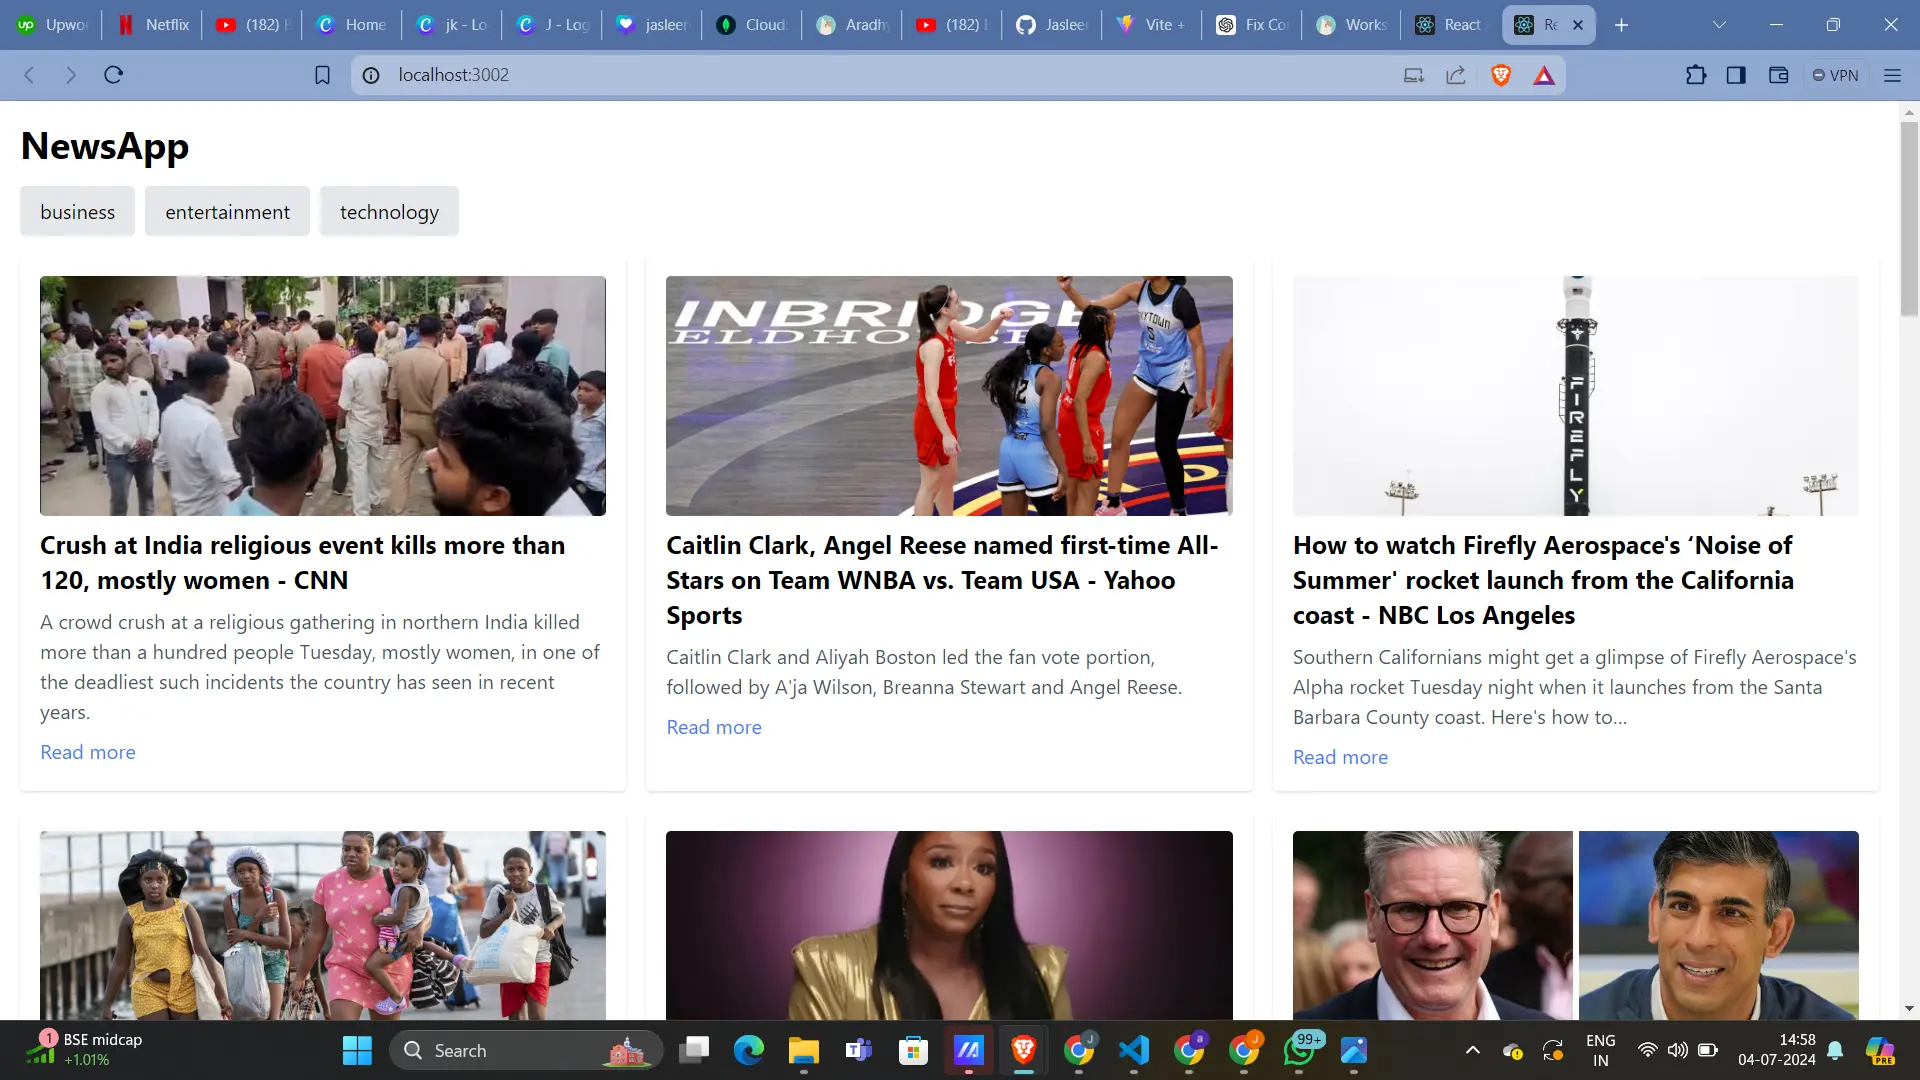 Upwor
Netflix
(182) E
Home
jk - Lo
J - Log
jasleen
Cloud
Aradhy
(182) E
Jasleen
Vite +
Fix Co
Works
React
Re
localhost:3002
VPN
NewsApp
business entertainment technology
INBRIDGE
ELDHOUSE
KYTOWN
5
FIREFLY
Crush at India religious event kills more than
120, mostly women - CNN
A crowd crush at a religious gathering in northern India killed
more than a hundred people Tuesday, mostly women, in one of
the deadliest such incidents the country has seen in recent
years.
Read more
Caitlin Clark, Angel Reese named first-time All-
Stars on Team WNBA vs. Team USA - Yahoo
Sports
Caitlin Clark and Aliyah Boston led the fan vote portion,
followed by A'ja Wilson, Breanna Stewart and Angel Reese.
Read more
How to watch Firefly Aerospace's ‘Noise of
Summer' rocket launch from the California
coast - NBC Los Angeles
Southern Californians might get a glimpse of Firefly Aerospace's
Alpha rocket Tuesday night when it launches from the Santa
Barbara County coast. Here's how to...
Read more
1
BSE midcap
+1.01%
Search
99+
ENG
IN
14:58
04-07-2024
PRE